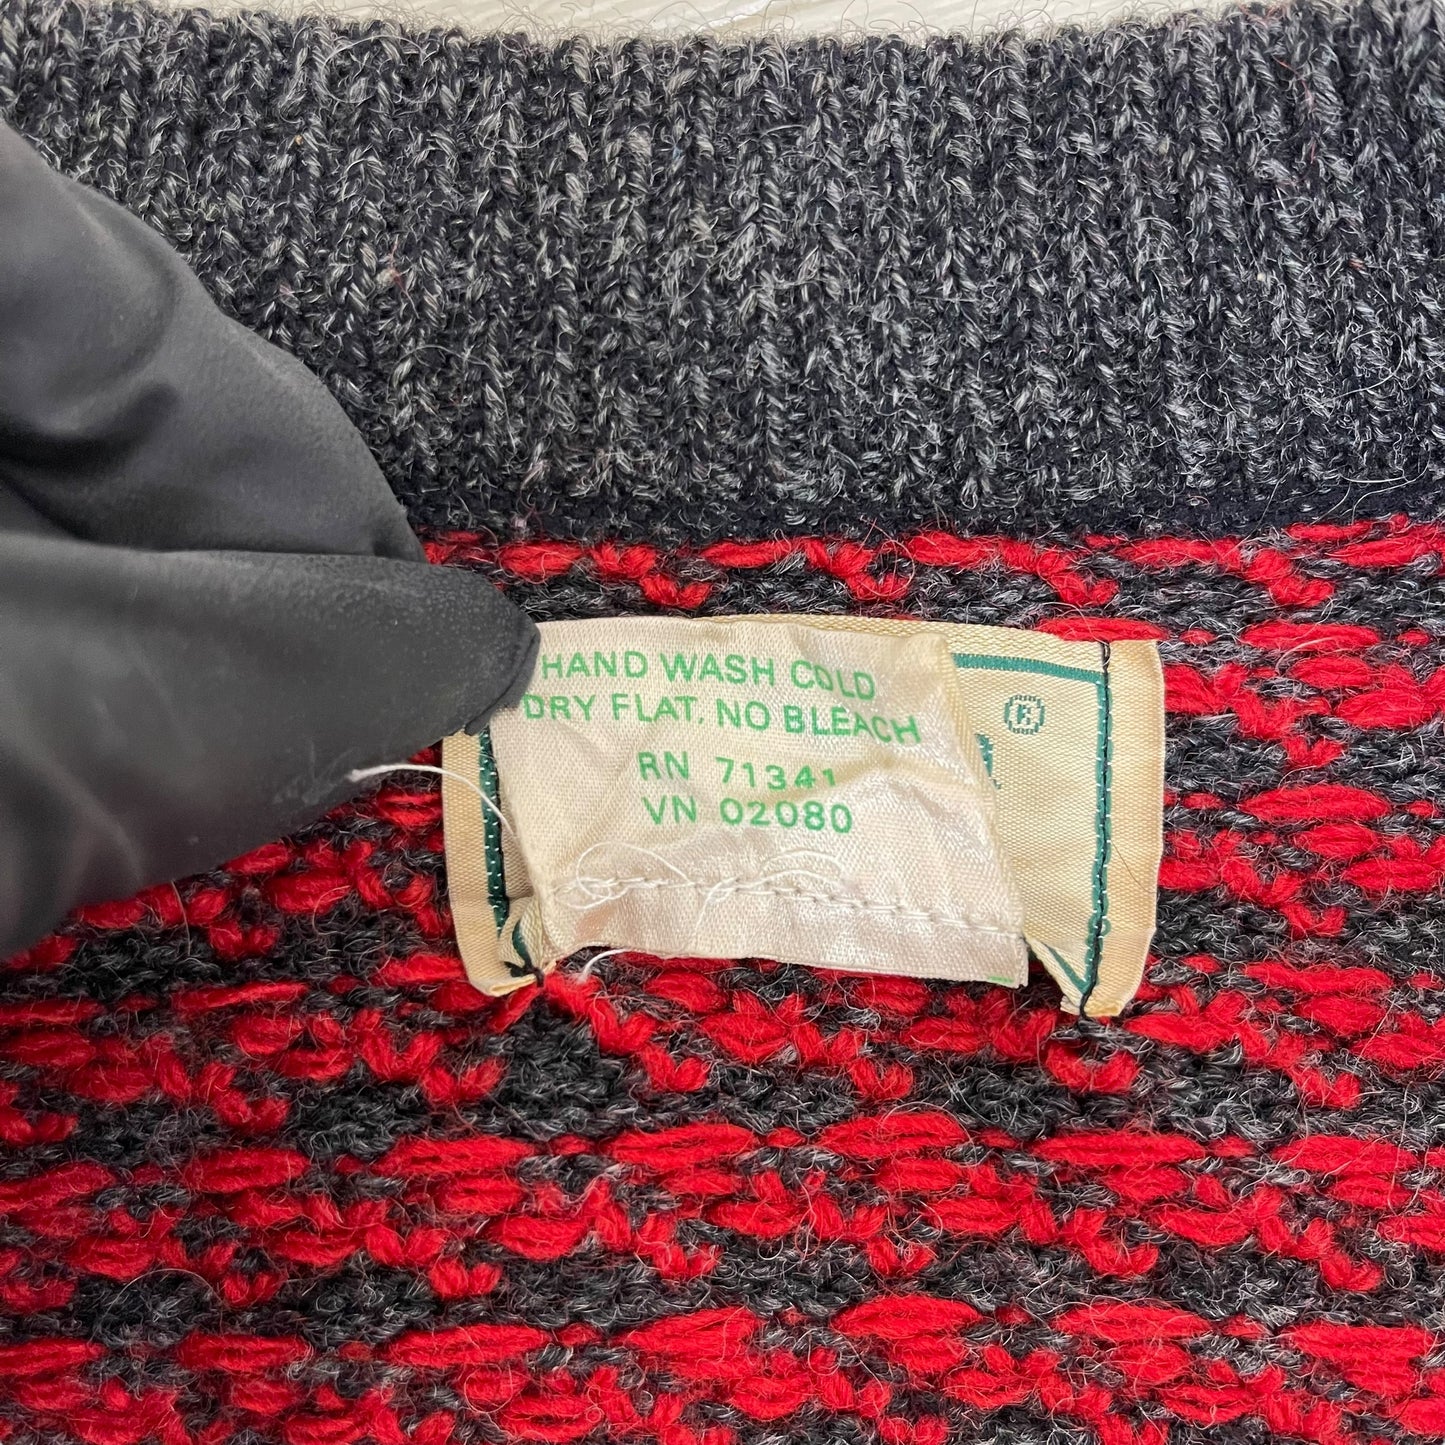 HAND WASH COLD
DRY FLAT. NO BLEACH
RN 71341
VN 02080
®